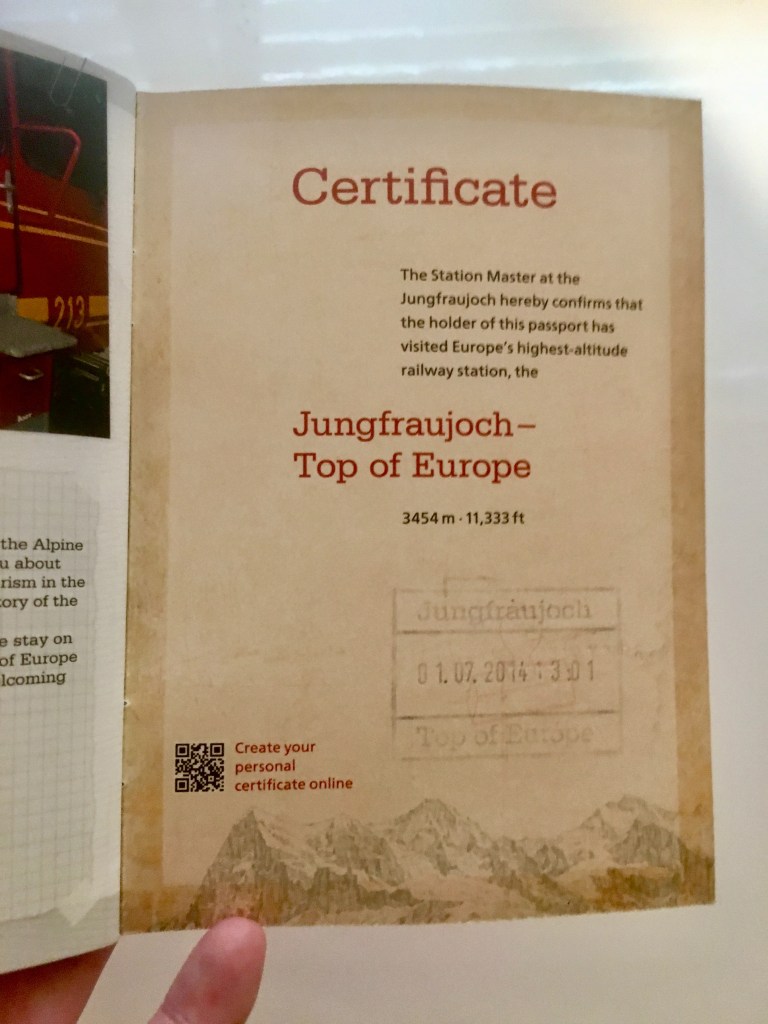 213
the Alpine
u about
rism in the
tory of the
e stay on
of Europe
lcoming
Certificate
The Station Master at the
Jungfraujoch hereby confirms that
the holder of this passport has
visited Europe's highest-altitude
railway station, the
Jungfraujoch–
Top of Europe
3454 m · 11,333 ft
Jungfraujoch
01.07.2014 13:01
Top of Europe
Create your
personal
certificate online